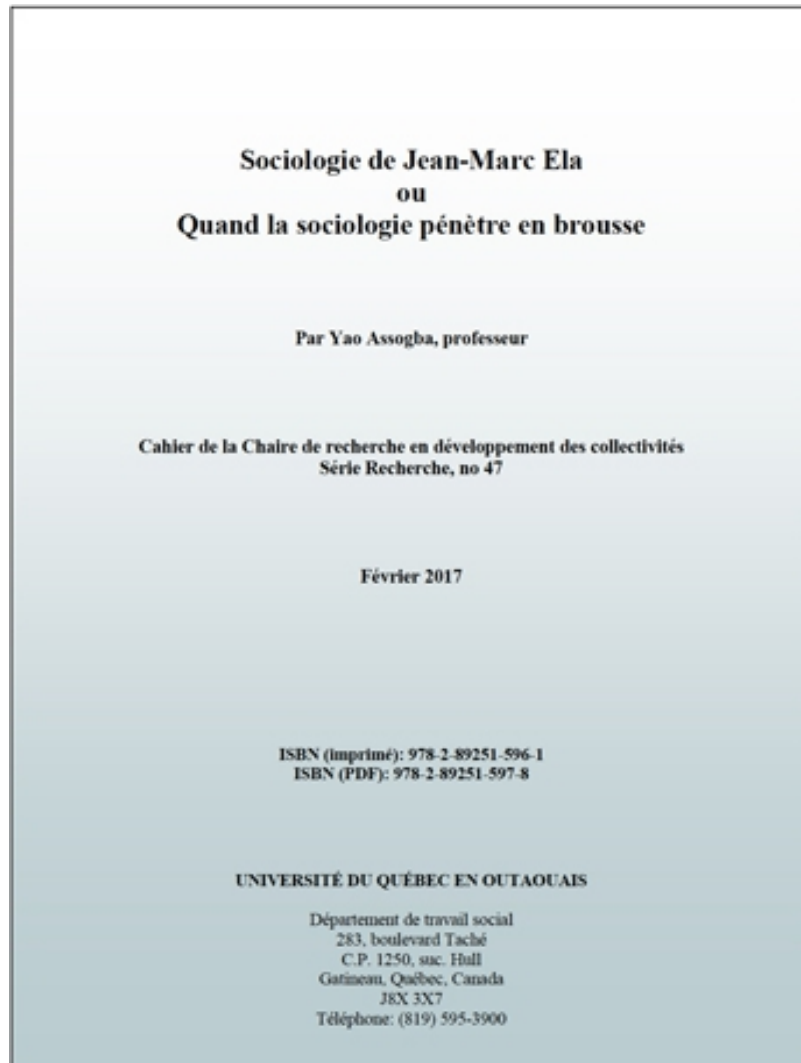 Sociologie de Jean-Marc Ela
ou
Quand la sociologie pénètre en brousse
Par Yao Assogba, professeur
Cahier de la Chaire de recherche en développement des collectivités
Série Recherche, no 47
Février 2017
ISBN (imprimé): 978-2-89251-596-1
ISBN (PDF): 978-2-89251-597-8
UNIVERSITÉ DU QUÉBEC EN OUTAOUAIS
Département de travail social
283, boulevard Taché
C.P. 1250, suc. Hull
Gatineau, Québec, Canada
J8X 3X7
Téléphone: (819) 595-3900